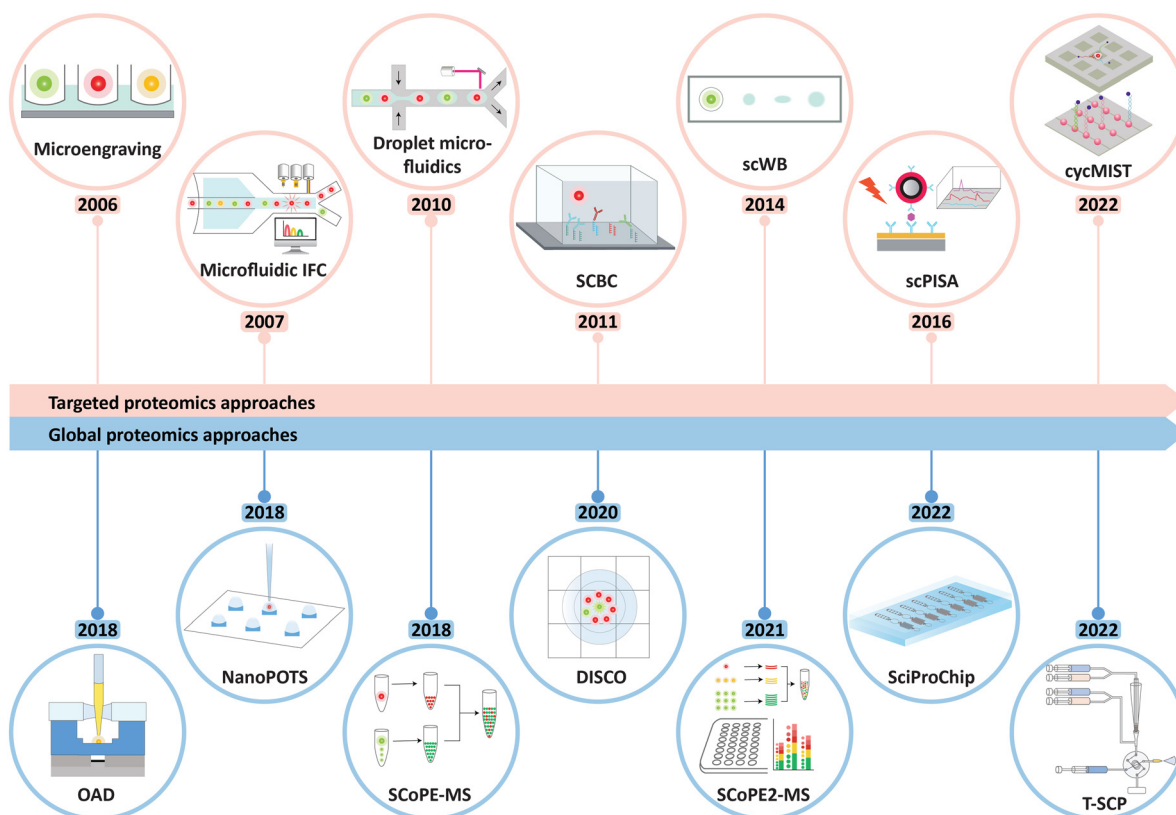 Microengraving
2006
Microfluidic IFC
2007
Droplet micro-
fluidics
2010
SCBC
2011
scWB
2014
scPISA
2016
cycMIST
2022
Targeted proteomics approaches
Global proteomics approaches
2018
OAD
2018
NanoPOTS
2018
SCoPE-MS
2020
DISCO
2021
SCoPE2-MS
2022
SciProChip
2022
T-SCP